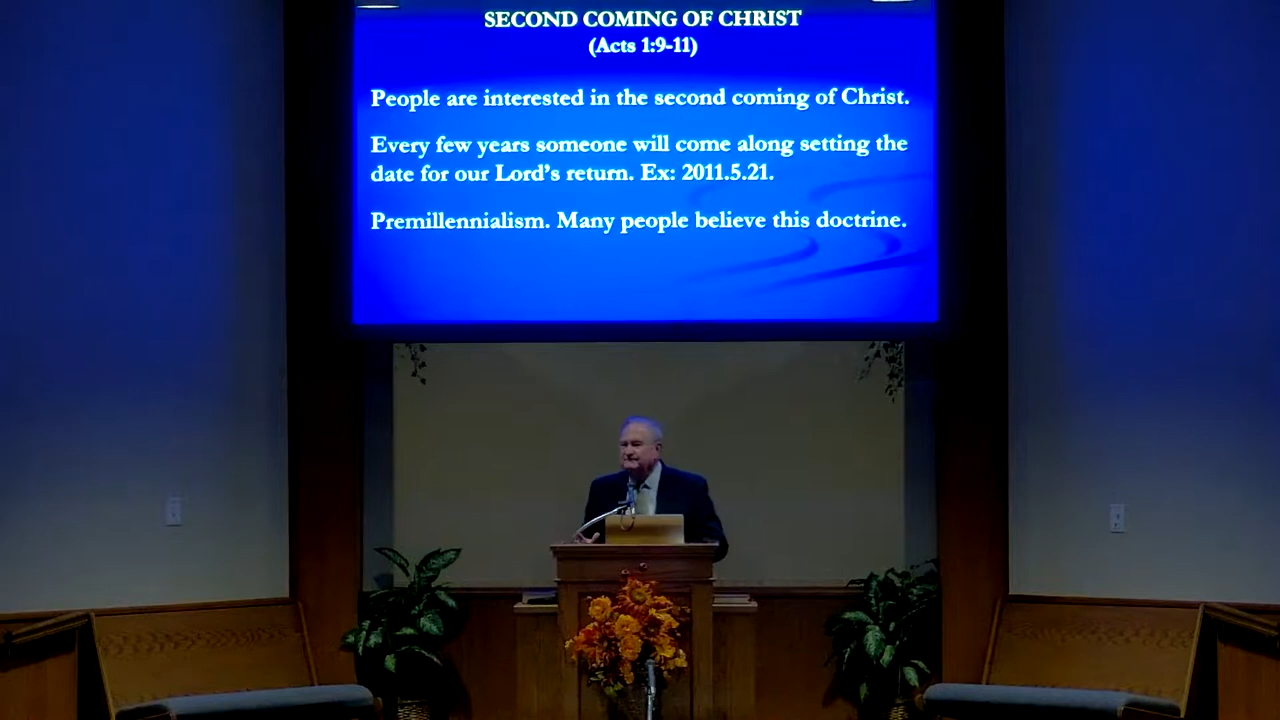 SECOND COMING OF CHRIST
(Acts 1:9-11)
People are interested in the second coming of Christ.
Every few years someone will come along setting the
date for our Lord's return. Ex: 2011.5.21.
Premillennialism. Many people believe this doctrine.